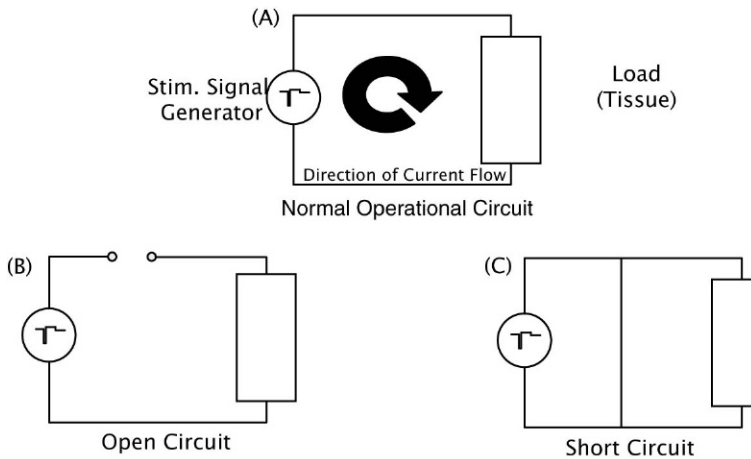 (A)
Stim. Signal
Generator
Load
(Tissue)
Direction of Current Flow
Normal Operational Circuit
(B)
Open Circuit
(C)
Short Circuit